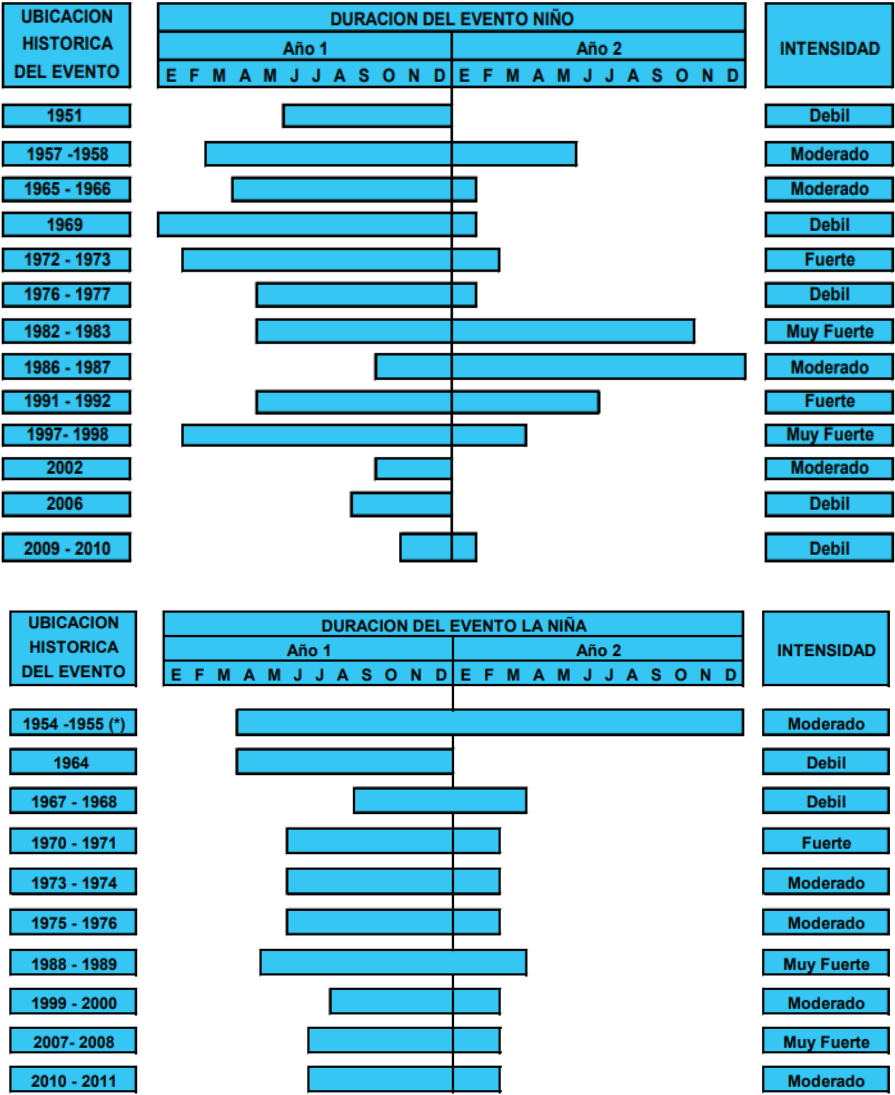 UBICACION
HISTORICA
DEL EVENTO
DURACION DEL EVENTO NIÑO
Año 1
Año 2
E F M A M J J A S O N D E F M A M J J A S O N D
INTENSIDAD
1951
Debil
1957 -1958
Moderado
1965 - 1966
Moderado
1969
Debil
1972 - 1973
Fuerte
1976 - 1977
Debil
1982 - 1983
Muy Fuerte
1986 - 1987
Moderado
1991 - 1992
Fuerte
1997- 1998
Muy Fuerte
2002
Moderado
2006
Debil
2009 - 2010
Debil
UBICACION
HISTORICA
DEL EVENTO
DURACION DEL EVENTO LA NIÑA
Año 1
Año 2
E F M A M J J A S O N D E F M A M J J A S O N D
INTENSIDAD
1954 -1955 (*)
Moderado
1964
Debil
1967 - 1968
Debil
1970 - 1971
Fuerte
1973 - 1974
Moderado
1975 - 1976
Moderado
1988 - 1989
Muy Fuerte
1999 - 2000
Moderado
2007- 2008
Muy Fuerte
2010 - 2011
Moderado